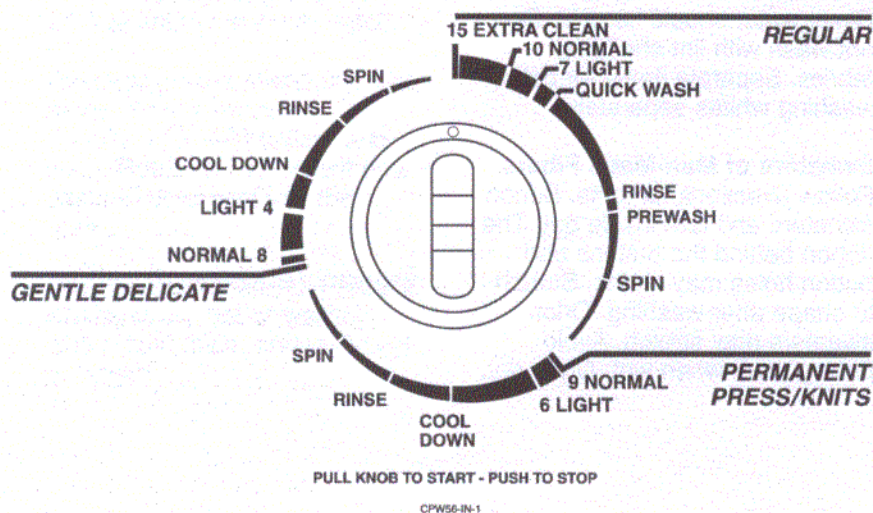 15 EXTRA CLEAN
REGULAR
10 NORMAL
7 LIGHT
QUICK WASH
RINSE
PREWASH
SPIN
PERMANENT
PRESS/KNITS
9 NORMAL
6 LIGHT
COOL
DOWN
RINSE
SPIN
GENTLE DELICATE
NORMAL 8
LIGHT 4
COOL DOWN
RINSE
SPIN
PULL KNOB TO START - PUSH TO STOP
CPW56-IN-1